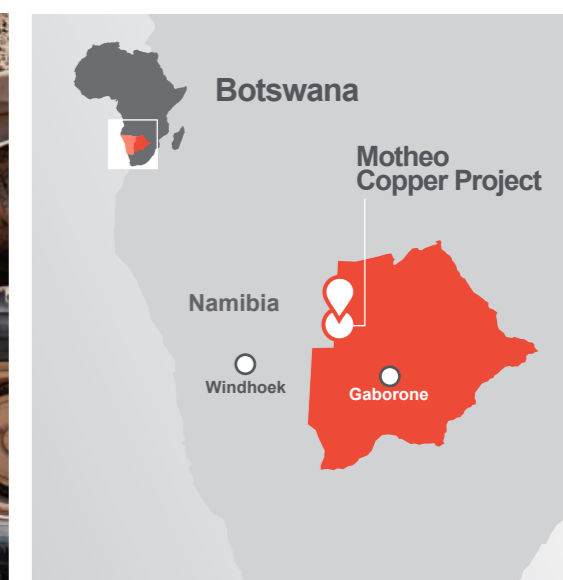 Botswana
Motheo
Copper Project
Namibia
Windhoek
Gaborone